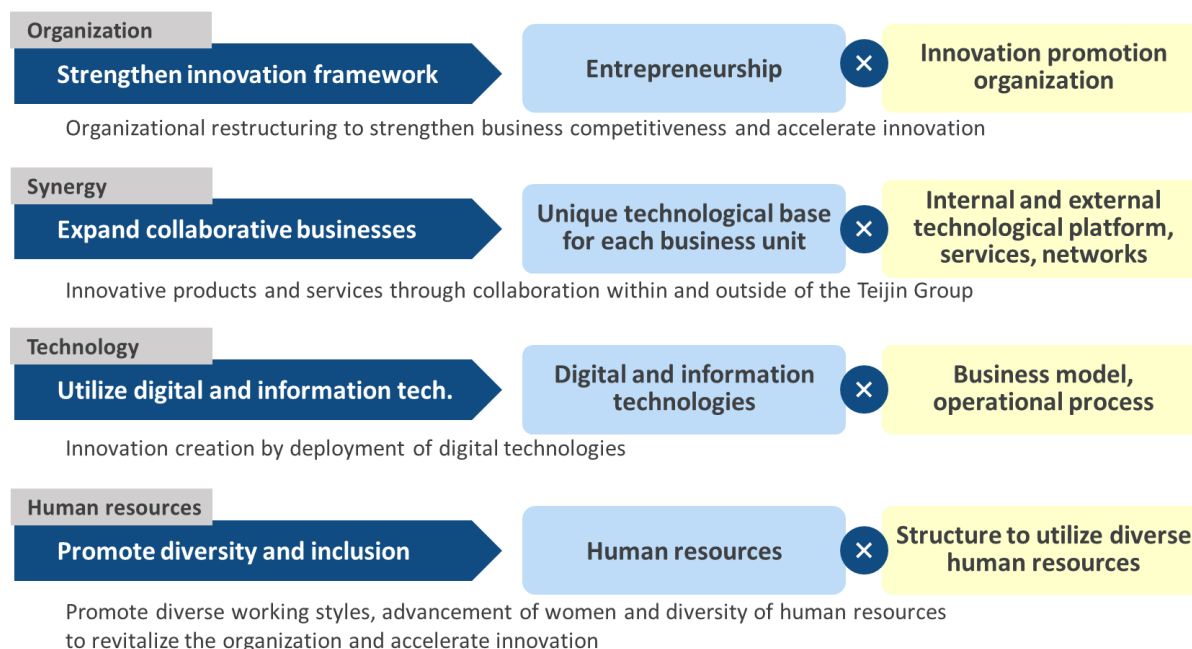 Organization
Strengthen innovation framework
Entrepreneurship
×
Innovation promotion
organization
Organizational restructuring to strengthen business competitiveness and accelerate innovation
Synergy
Expand collaborative businesses
Unique technological base
for each business unit
×
Internal and external
technological platform,
services, networks
Innovative products and services through collaboration within and outside of the Teijin Group
Technology
Utilize digital and information tech.
Digital and information
technologies
×
Business model,
operational process
Innovation creation by deployment of digital technologies
Human resources
Promote diversity and inclusion
Human resources
×
Structure to utilize diverse
human resources
Promote diverse working styles, advancement of women and diversity of human resources
to revitalize the organization and accelerate innovation